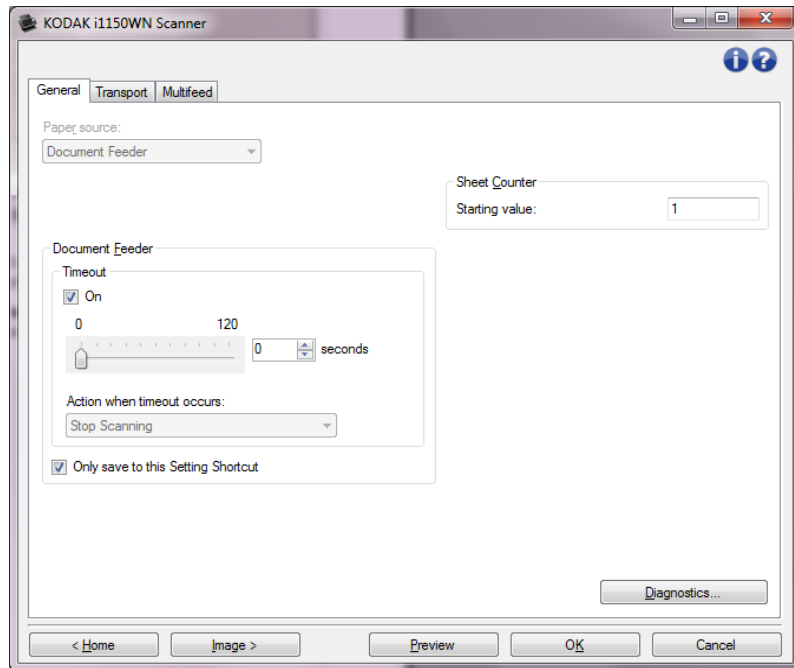 KODAK i1150WN Scanner
General Transport Multifeed
Paper source:
Document Feeder
Sheet Counter
Starting value: 1
Document Feeder
Timeout
On
0 120
0 seconds
Action when timeout occurs:
Stop Scanning
Only save to this Setting Shortcut
Diagnostics...
< Home Image > Preview OK Cancel